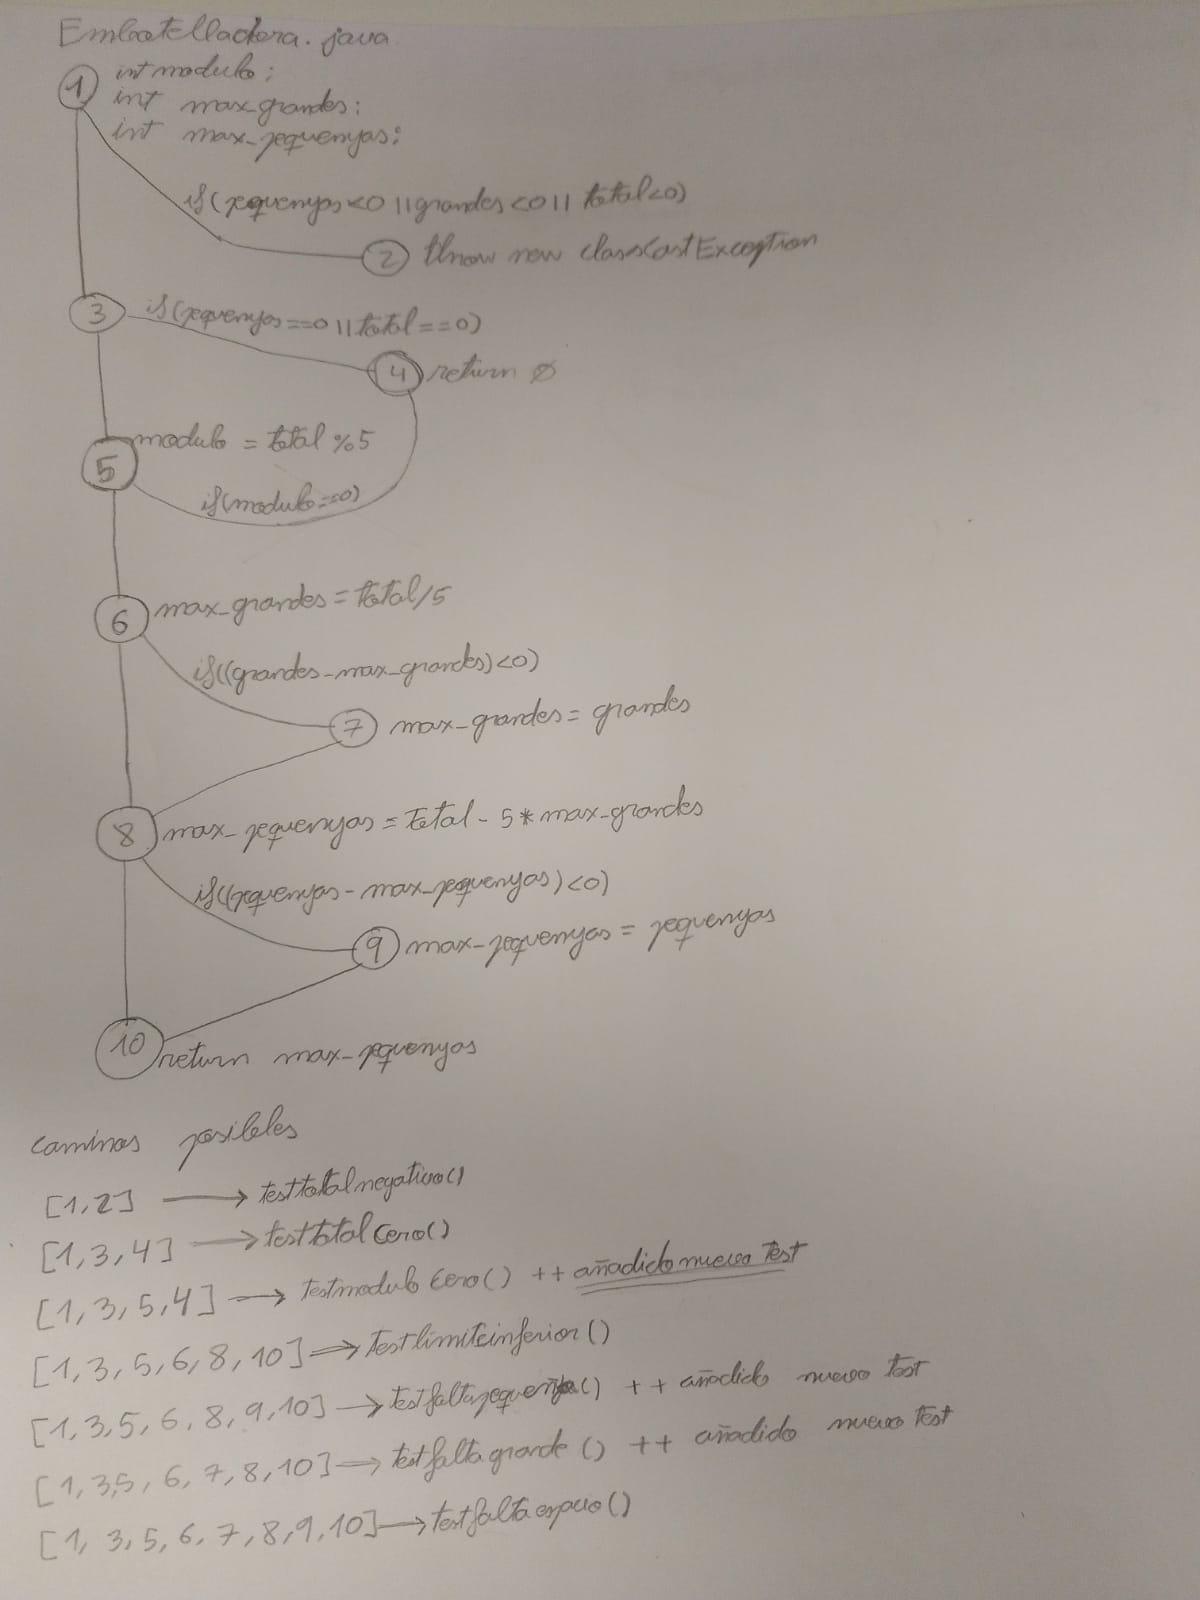 Embotelladora.java
1 int modulo;
int max_grandes;
int max_pequenyas;
if(pequenyas<0 || grandes<0 || total<0)
2 throw new classCastException
3 if(pequenyas==0 || total==0)
4 return Ø
5 modulo = total %5
if(modulo==0)
6 max_grandes = total/5
if((grandes-max_grandes)<0)
7 max_grandes = grandes
8 max_pequenyas = total - 5*max_grandes
if((pequenyas - max_pequenyas)<0)
9 max_pequenyas = pequenyas
10 return max_pequenyas
caminos posibles
[1,2] → testtotalnegativo()
[1,3,4] → testtotalCero()
[1,3,5,4] → testmoduloCero() ++ añadido nuevo Test
[1,3,5,6,8,10] → Testlimiteinferior()
[1,3,5,6,8,9,10] → testfaltapequenya() ++ añadido nuevo Test
[1,3,5,6,7,8,10] → testfaltagrande() ++ añadido nuevo Test
[1,3,5,6,7,8,9,10] → testfaltaespacio()